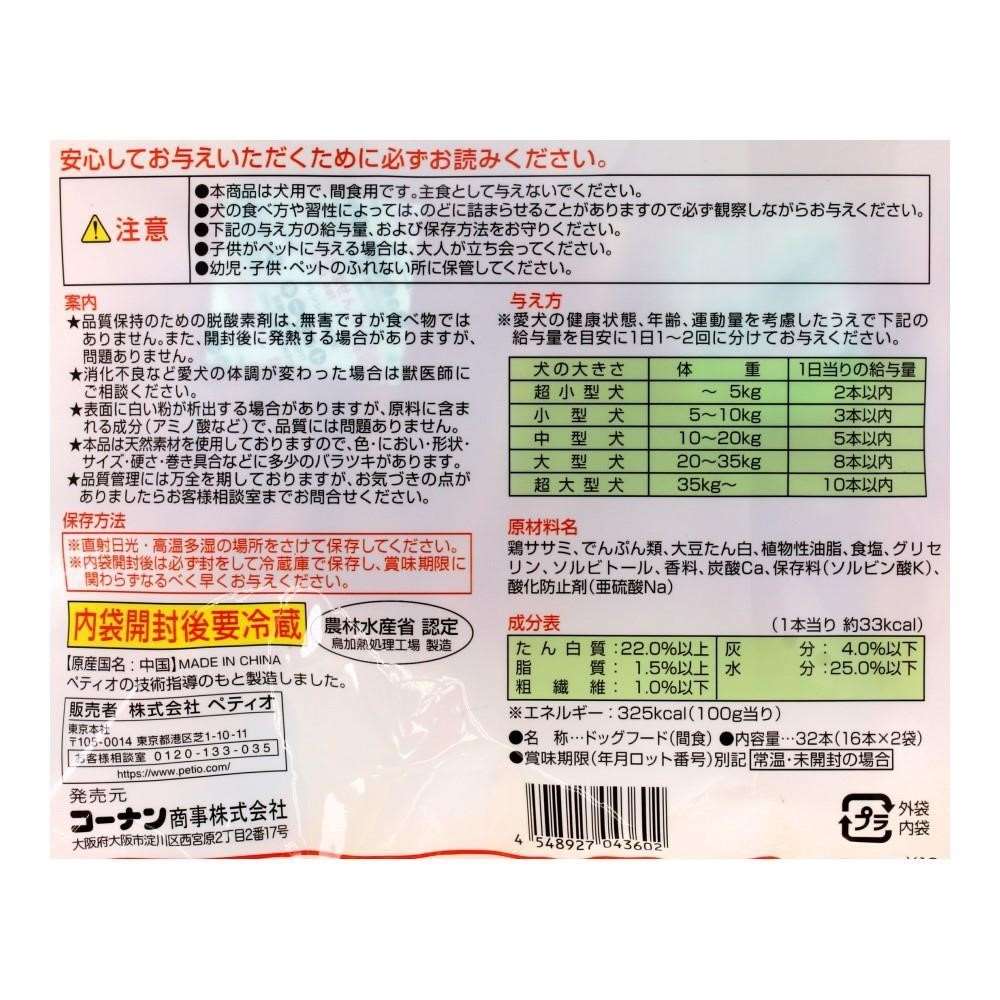 安心してお与えいただくために必ずお読みください。
注意
●本商品は犬用で、間食用です。主食として与えないでください。
●犬の食べ方や習性によっては、のどに詰まらせることがありますので必ず観察しながらお与えください。
●下記の与え方の給与量、および保存方法をお守りください。
●子供がペットに与える場合は、大人が立ち会ってください。
●幼児・子供・ペットのふれない所に保管してください。
案内
★品質保持のための脱酸素剤は、無害ですが食べ物では
ありません。また、開封後に発熱する場合がありますが、
問題ありません。
★消化不良など愛犬の体調が変わった場合は獣医師に
ご相談ください。
★表面に白い粉が析出する場合がありますが、原料に含ま
れる成分(アミノ酸など)で、品質には問題ありません。
★本品は天然素材を使用しておりますので、色・におい・形状・
サイズ・硬さ・巻き具合などに多少のバラツキがあります。
★品質管理には万全を期しておりますが、お気づきの点が
ありましたらお客様相談室までお問合せください。
保存方法
※直射日光・高温多湿の場所をさけて保存してください。
※内袋開封後は必ず封をして冷蔵庫で保存し、賞味期限に
関わらずなるべく早くお与えください。
内袋開封後要冷蔵
農林水産省 認定
鳥加熱処理工場 製造
【原産国名:中国】MADE IN CHINA
ペティオの技術指導のもと製造しました。
販売者 株式会社 ペティオ
東京本社
〒105-0014 東京都港区芝1-10-11
お客様相談室 0120-133-035
https://www.petio.com/
発売元
コーナン商事株式会社
大阪府大阪市淀川区西宮原2丁目2番17号
与え方
※愛犬の健康状態、年齢、運動量を考慮したうえで下記の
給与量を目安に1日1〜2回に分けてお与えください。
犬の大きさ 体重 1日当りの給与量
超小型犬 〜5kg 2本以内
小型犬 5〜10kg 3本以内
中型犬 10〜20kg 5本以内
大型犬 20〜35kg 8本以内
超大型犬 35kg〜 10本以内
原材料名
鶏ササミ、でんぷん類、大豆たん白、植物性油脂、食塩、グリセ
リン、ソルビトール、香料、炭酸Ca、保存料(ソルビン酸K)、
酸化防止剤(亜硫酸Na)
成分表 (1本当り 約33kcal)
たん白質:22.0%以上 灰分:4.0%以下
脂質:1.5%以上 水分:25.0%以下
粗繊維:1.0%以下
※エネルギー:325kcal(100g当り)
●名 称…ドッグフード(間食) ●内容量…32本(16本×2袋)
●賞味期限(年月ロット番号)別記 常温・未開封の場合
4 548927 043602
プラ
外袋
内袋